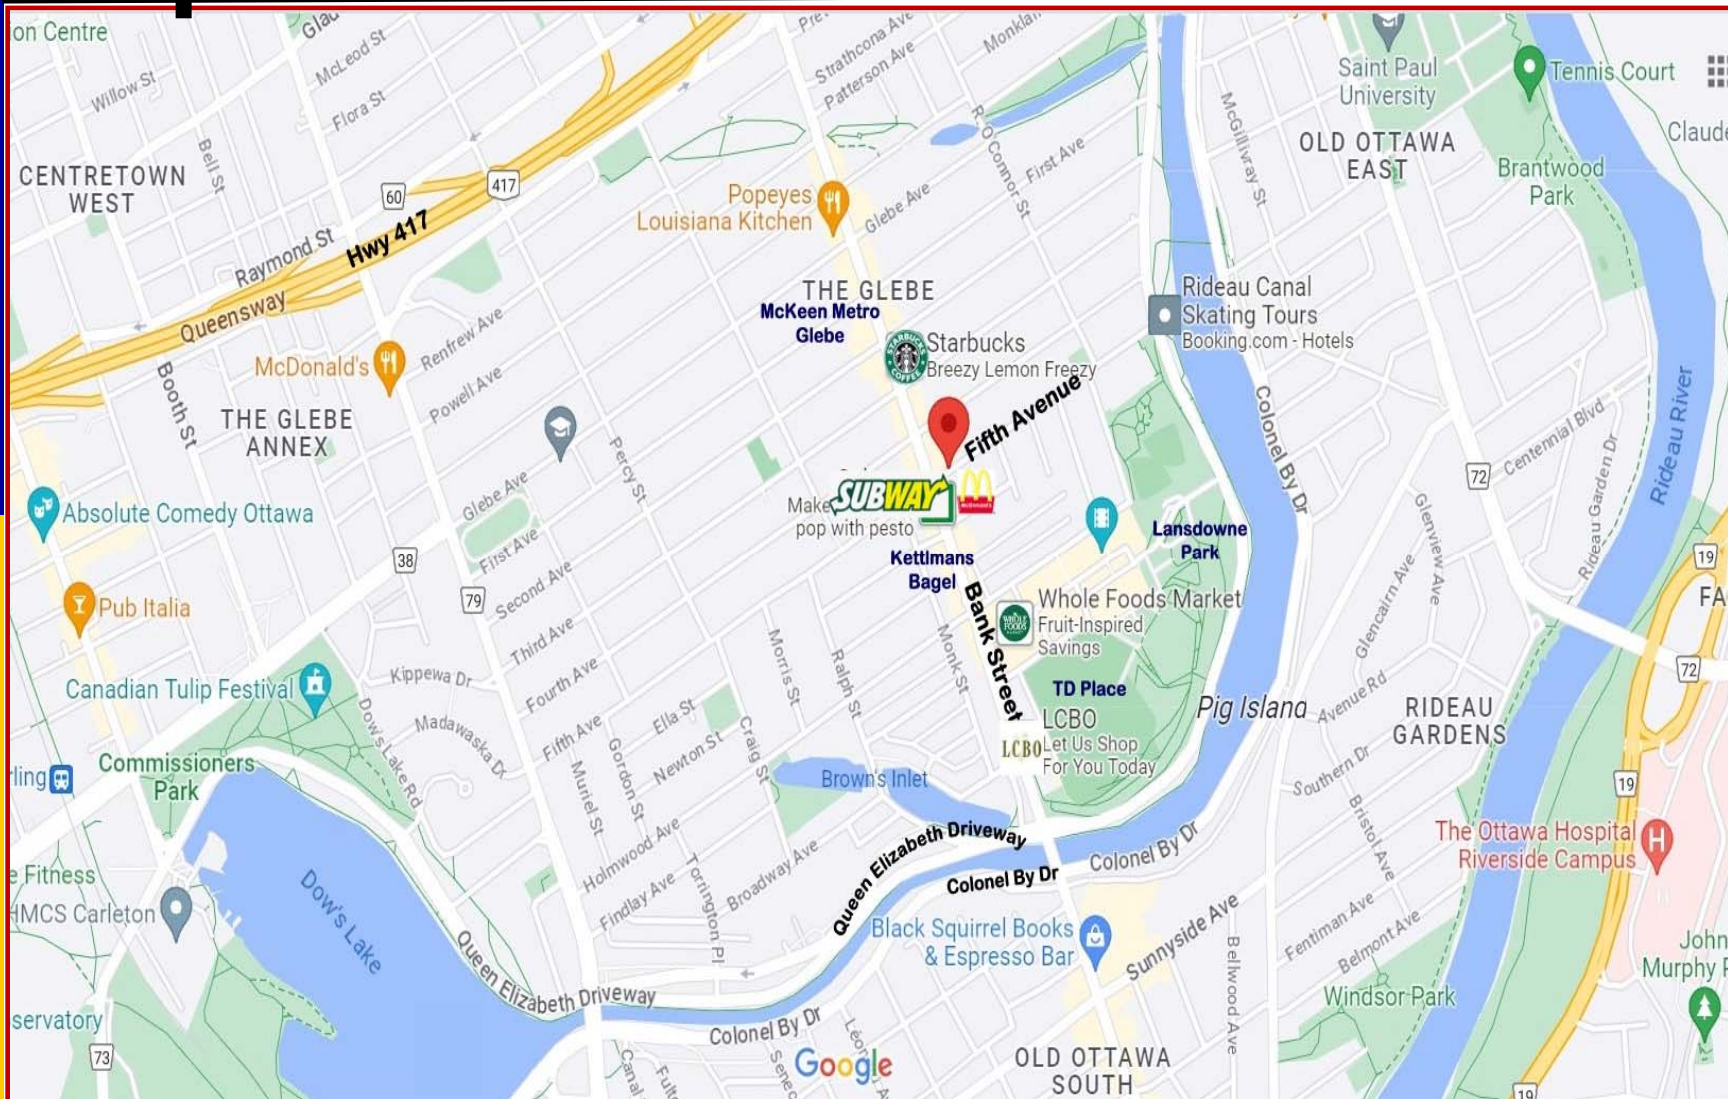 on Centre
Willow St
Bell St
McLeod St
Flora St
Strathcona Ave
Patterson Ave
Saint Paul
University
Tennis Court
OLD OTTAWA
EAST
Brantwood
Park
McGillivray St
R. O'Connor St
First Ave
Glebe Ave
CENTRETOWN
WEST
60
417
Hwy 417
Raymond St
Queensway
Popeyes
Louisiana Kitchen
THE GLEBE
McKeen Metro
Glebe
STARBUCKS
COFFEE
Starbucks
Breezy Lemon Freezy
Rideau Canal
Skating Tours
Booking.com - Hotels
Renfrew Ave
McDonald's
Powell Ave
Booth St
THE GLEBE
ANNEX
Fifth Avenue
Colonel By Dr
Rideau River
Centennial Blvd
Rideau Garden Dr
72
Percy St
Glebe Ave
Absolute Comedy Ottawa
Make
SUBWAY
McDonald's
pop with pesto
Kettlmans
Bagel
Lansdowne
Park
Glenview Ave
Glencairn Ave
19
FA
38
First Ave
Second Ave
79
Pub Italia
Third Ave
Fourth Ave
Fifth Ave
Bank Street
Monk St
Morris St
Ralph St
WHOLE
FOODS
MARKET
Whole Foods Market
Fruit-Inspired
Savings
TD Place
72
Kippewa Dr
Canadian Tulip Festival
Madawaska Dr
Dow's Lake Rd
Ella St
Newton St
Craig St
Gordon St
Muriel St
Pig Island
Avenue Rd
RIDEAU
GARDENS
LCBO
LCBO
Let Us Shop
For You Today
Southern Dr
Bristol Ave
19
Commissioners
Park
rling
Brown's Inlet
Holmwood Ave
Findlay Ave
Torrington Pl
Broadway Ave
Queen Elizabeth Driveway
Colonel By Dr
Colonel By Dr
The Ottawa Hospital
Riverside Campus
H
e Fitness
HMCS Carleton
Dow's Lake
Black Squirrel Books
& Espresso Bar
Sunnyside Ave
Bellwood Ave
Fentiman Ave
Belmont Ave
Windsor Park
John
Murphy P
Queen Elizabeth Driveway
Colonel By Dr
servatory
73
Google
OLD OTTAWA
SOUTH
19